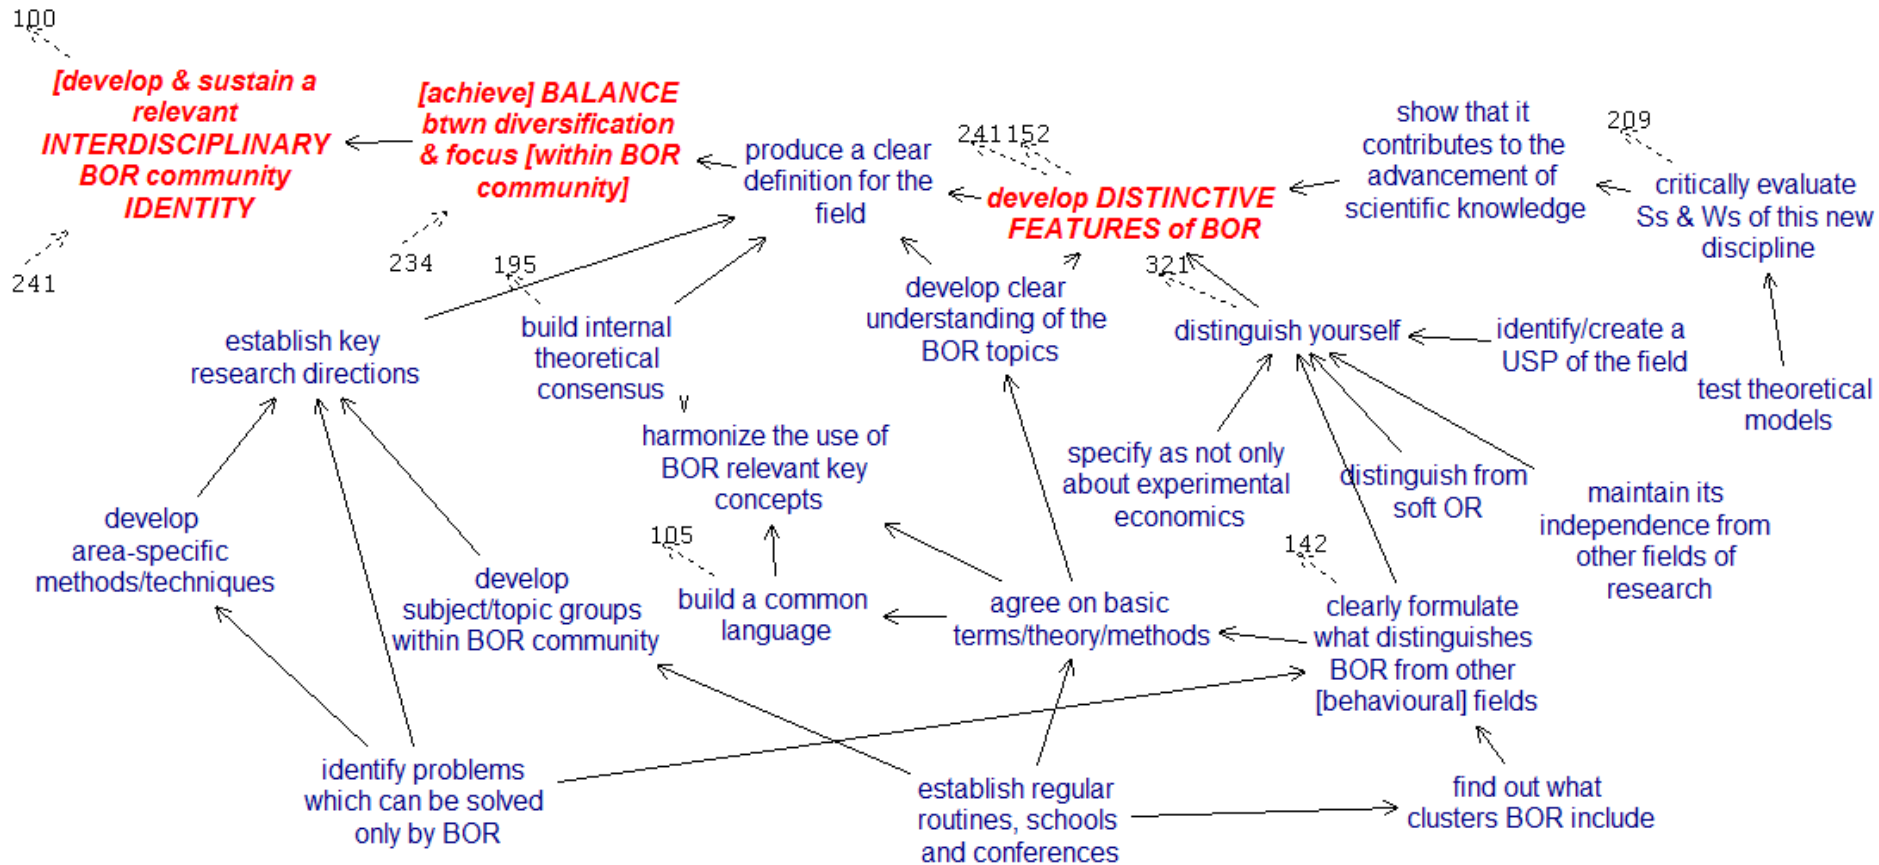 100
[develop & sustain a
relevant
INTERDISCIPLINARY
BOR community
IDENTITY
241
[achieve] BALANCE
btwn diversification
& focus [within BOR
community]
234
produce a clear
definition for the
field
241
152
develop DISTINCTIVE
FEATURES of BOR
show that it
contributes to the
advancement of
scientific knowledge
209
critically evaluate
Ss & Ws of this new
discipline
195
build internal
theoretical
consensus
establish key
research directions
develop clear
understanding of the
BOR topics
321
distinguish yourself
identify/create a
USP of the field
test theoretical
models
harmonize the use of
BOR relevant key
concepts
specify as not only
about experimental
economics
distinguish from
soft OR
maintain its
independence from
other fields of
research
develop
area-specific
methods/techniques
develop
subject/topic groups
within BOR community
105
build a common
language
agree on basic
terms/theory/methods
142
clearly formulate
what distinguishes
BOR from other
[behavioural] fields
identify problems
which can be solved
only by BOR
establish regular
routines, schools
and conferences
find out what
clusters BOR include